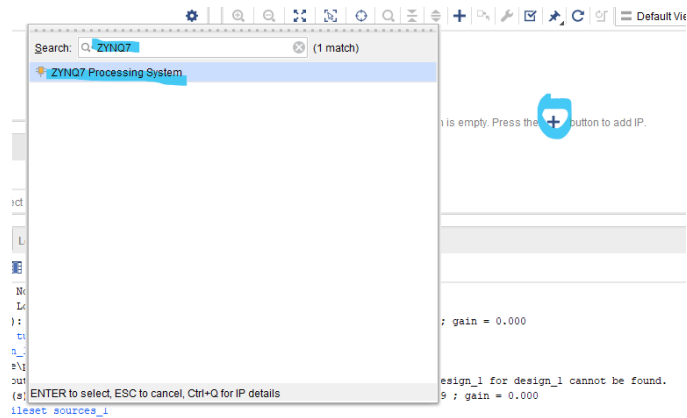 Default Vie
Search: ZYNQ7 (1 match)
ZYNQ7 Processing System
is empty. Press the + button to add IP.
; gain = 0.000
esign_1 for design_1 cannot be found.
(s) 9 ; gain = 0.000
ENTER to select, ESC to cancel, Ctrl+Q for IP details
ileset sources_1